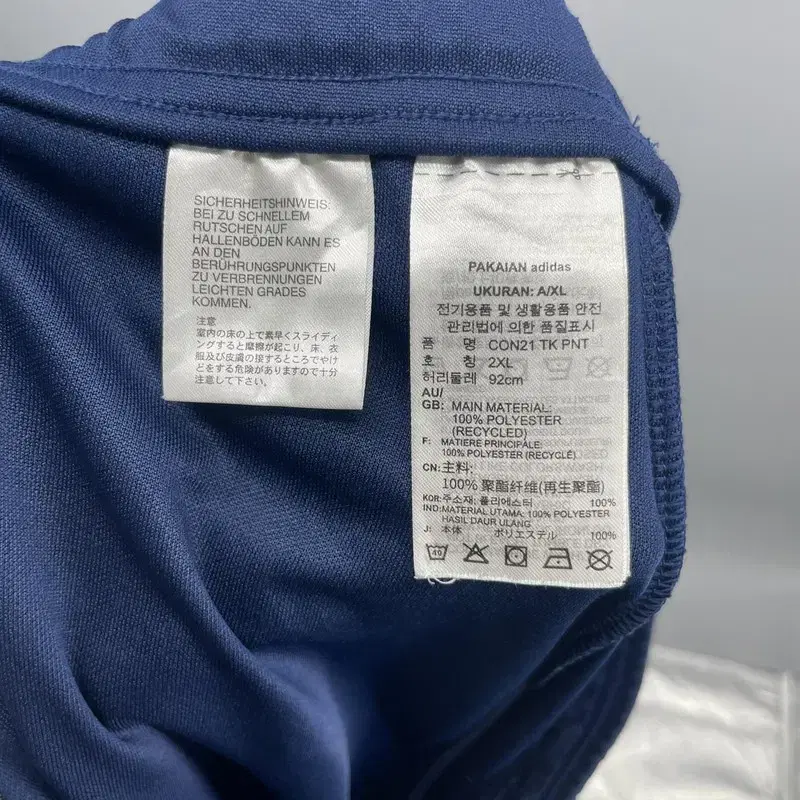 SICHERHEITSHINWEIS:
BEI ZU SCHNELLEM
RUTSCHEN AUF
HALLENBÖDEN KANN ES
AN DEN
BERÜHRUNGSPUNKTEN
ZU VERBRENNUNGEN
LEICHTEN GRADES
KOMMEN.
注意
室内の床の上で素早くスライディ
ングすると摩擦が起こり、床、衣
服及び皮膚の接するところでやけ
どをする危険がありますので十分
注意して下さい。
PAKAIAN adidas
UKURAN: A/XL
전기용품 및 생활용품 안전
관리법에 의한 품질표시
품 명 CON21 TK PNT
호 칭 2XL
허리둘레 92cm
AU/
GB: MAIN MATERIAL:
100% POLYESTER
(RECYCLED)
F: MATIERE PRINCIPALE:
100% POLYESTER (RECYCLÉ)
CN: 主料:
100% 聚酯纤维(再生聚酯)
KOR: 주소재: 폴리에스터 100%
IND: MATERIAL UTAMA: 100% POLYESTER
HASIL DAUR ULANG
J: 本体 ポリエステル 100%
40